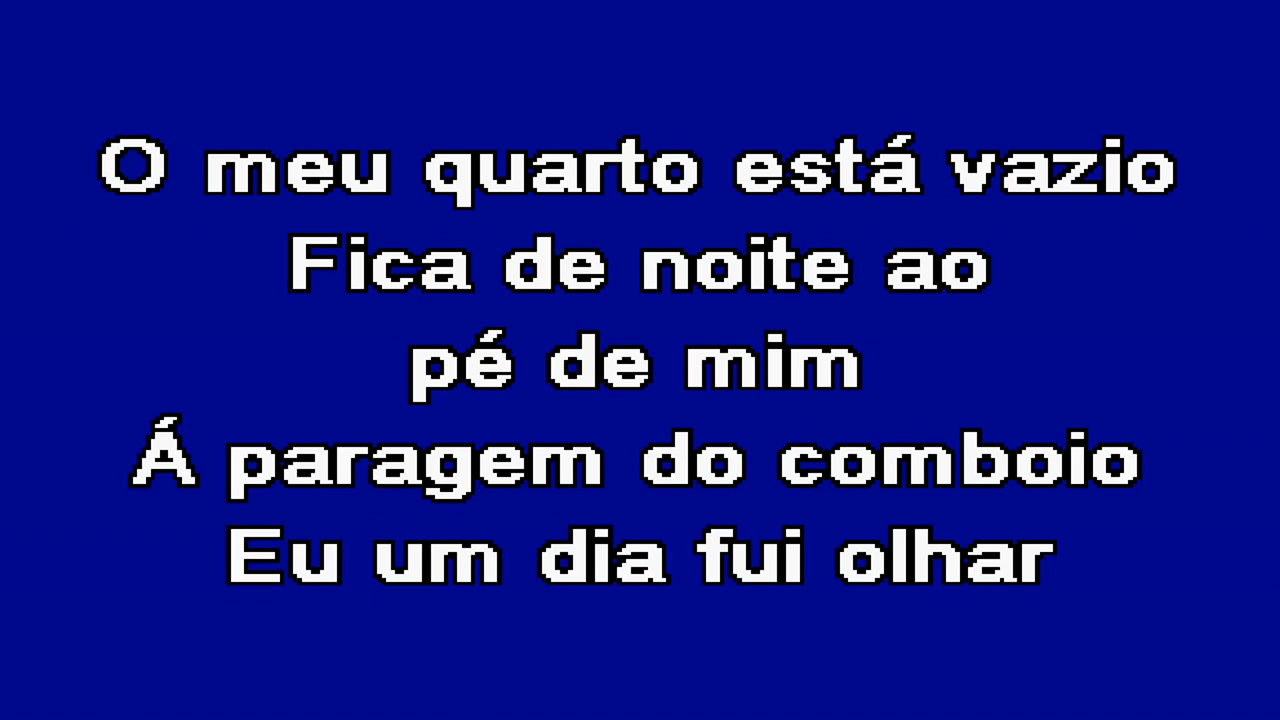 O meu quarto está vazio
Fica de noite ao
pé de mim
Á paragem do comboio
Eu um dia fui olhar